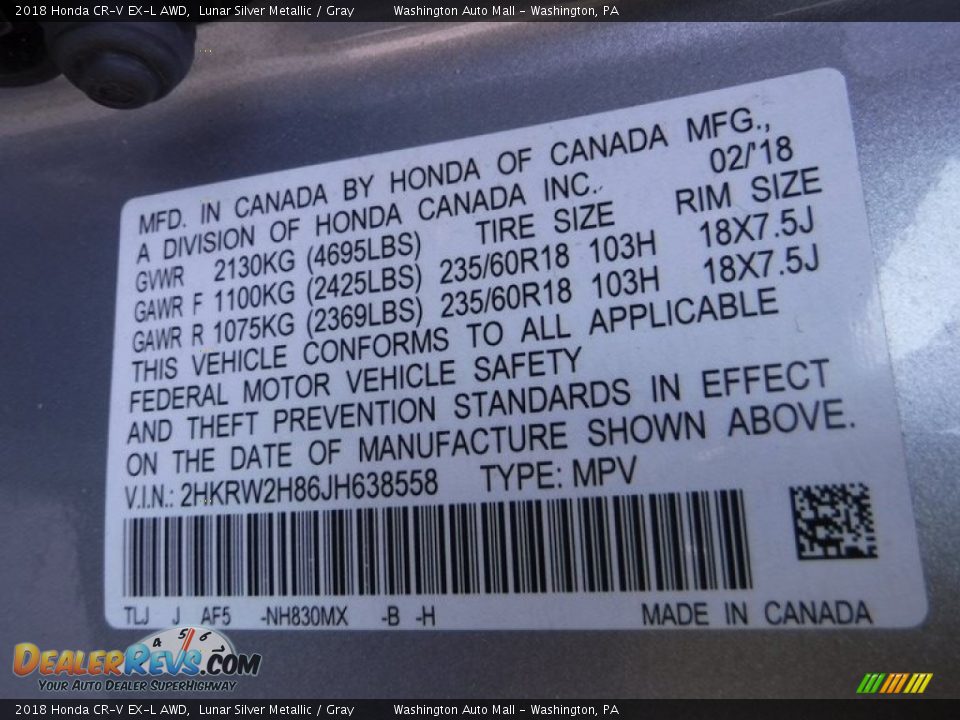 2018 Honda CR-V EX-L AWD,  Lunar Silver Metallic / Gray          Washington Auto Mall - Washington, PA
MFD. IN CANADA BY HONDA OF CANADA MFG.,
A DIVISION OF HONDA CANADA INC. 02/'18
GVWR 2130KG (4695LBS) TIRE SIZE RIM SIZE
GAWR F 1100KG (2425LBS) 235/60R18 103H 18X7.5J
GAWR R 1075KG (2369LBS) 235/60R18 103H 18X7.5J
THIS VEHICLE CONFORMS TO ALL APPLICABLE
FEDERAL MOTOR VEHICLE SAFETY
AND THEFT PREVENTION STANDARDS IN EFFECT
ON THE DATE OF MANUFACTURE SHOWN ABOVE.
V.I.N.: 2HKRW2H86JH638558 TYPE: MPV
TLJ J AF5 -NH830MX -B -H MADE IN CANADA
4 5 6
DEALERREVS.COM
YOUR AUTO DEALER SUPERHIGHWAY
2018 Honda CR-V EX-L AWD,  Lunar Silver Metallic / Gray          Washington Auto Mall - Washington, PA